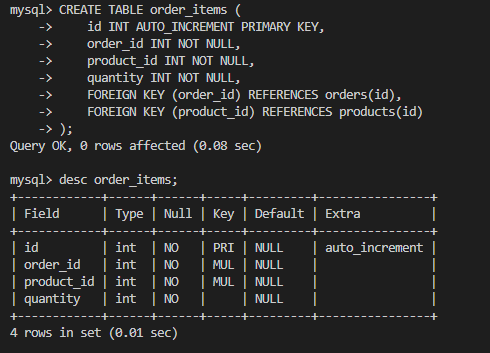 mysql> CREATE TABLE order_items (
    ->     id INT AUTO_INCREMENT PRIMARY KEY,
    ->     order_id INT NOT NULL,
    ->     product_id INT NOT NULL,
    ->     quantity INT NOT NULL,
    ->     FOREIGN KEY (order_id) REFERENCES orders(id),
    ->     FOREIGN KEY (product_id) REFERENCES products(id)
    -> );
Query OK, 0 rows affected (0.08 sec)

mysql> desc order_items;
+------------+------+------+-----+---------+----------------+
| Field      | Type | Null | Key | Default | Extra          |
+------------+------+------+-----+---------+----------------+
| id         | int  | NO   | PRI | NULL    | auto_increment |
| order_id   | int  | NO   | MUL | NULL    |                |
| product_id | int  | NO   | MUL | NULL    |                |
| quantity   | int  | NO   |     | NULL    |                |
+------------+------+------+-----+---------+----------------+
4 rows in set (0.01 sec)